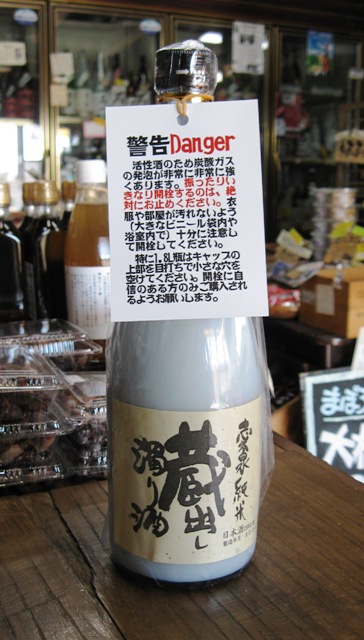 警告Danger
活性酒のため炭酸ガス
の発泡が非常に非常に強
くあります。振ったりい
きなり開栓するのは、絶
対にお止めください。衣
服や部屋が汚れないよう
(大きなビニール袋内や
浴室内で)十分に注意し
て開栓してください。
特に1.8L瓶はキャップの
上部を目打ちで小さな穴を
空けてください。開栓に自
信のある方のみご購入され
るようお願いします。
純米
蔵出し
濁り酒
日本酒